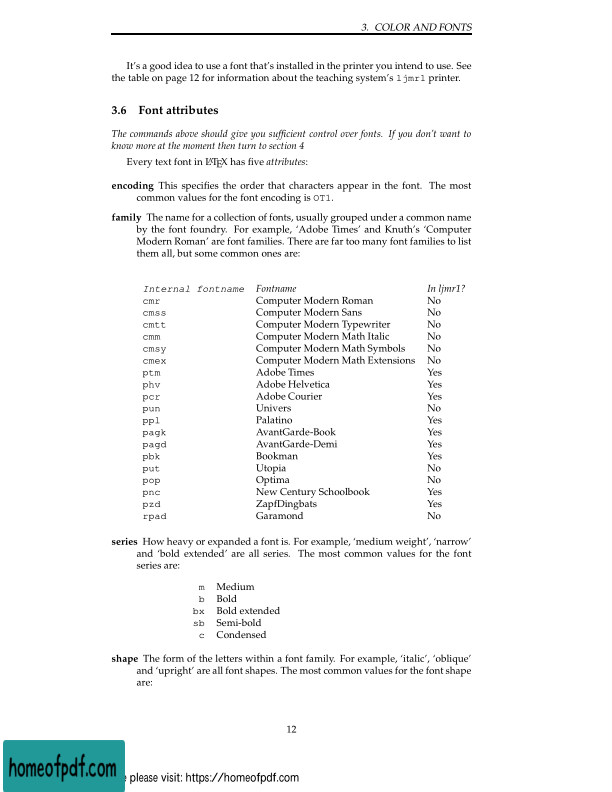 3. COLOR AND FONTS
It's a good idea to use a font that's installed in the printer you intend to use. See
the table on page 12 for information about the teaching system's ljmr1 printer.
3.6 Font attributes
The commands above should give you sufficient control over fonts. If you don't want to
know more at the moment then turn to section 4
Every text font in LATEX has five attributes:
encoding This specifies the order that characters appear in the font. The most
common values for the font encoding is OT1.
family The name for a collection of fonts, usually grouped under a common name
by the font foundry. For example, 'Adobe Times' and Knuth's 'Computer
Modern Roman' are font families. There are far too many font families to list
them all, but some common ones are:
Internal fontname Fontname In ljmr1?
cmr Computer Modern Roman No
cmss Computer Modern Sans No
cmtt Computer Modern Typewriter No
cmm Computer Modern Math Italic No
cmsy Computer Modern Math Symbols No
cmex Computer Modern Math Extensions No
ptm Adobe Times Yes
phv Adobe Helvetica Yes
pcr Adobe Courier Yes
pun Univers No
ppl Palatino Yes
pagk AvantGarde-Book Yes
pagd AvantGarde-Demi Yes
pbk Bookman Yes
put Utopia No
pop Optima No
pnc New Century Schoolbook Yes
pzd ZapfDingbats Yes
rpad Garamond No
series How heavy or expanded a font is. For example, 'medium weight', 'narrow'
and 'bold extended' are all series. The most common values for the font
series are:
m Medium
b Bold
bx Bold extended
sb Semi-bold
c Condensed
shape The form of the letters within a font family. For example, 'italic', 'oblique'
and 'upright' are all font shapes. The most common values for the font shape
are:
12
homeofpdf.com
please visit: https://homeofpdf.com